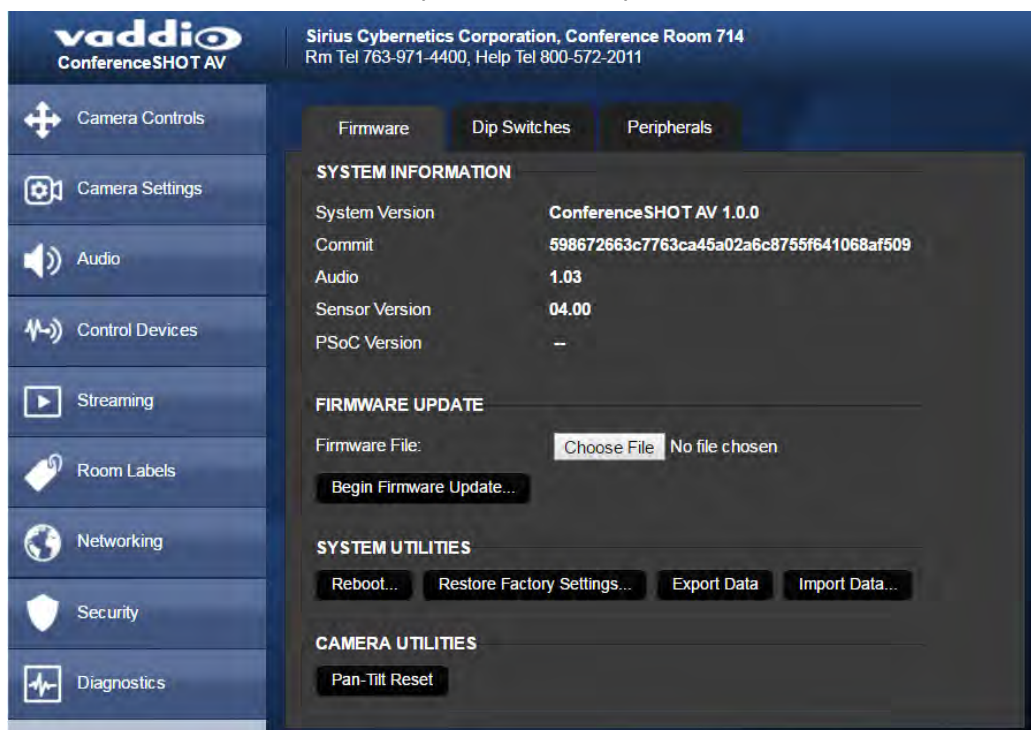 vaddio
ConferenceSHOT AV
Sirius Cybernetics Corporation, Conference Room 714
Rm Tel 763-971-4400, Help Tel 800-572-2011
Camera Controls
Camera Settings
Audio
Control Devices
Streaming
Room Labels
Networking
Security
Diagnostics
Firmware Dip Switches Peripherals
SYSTEM INFORMATION
System Version ConferenceSHOT AV 1.0.0
Commit 598672663c7763ca45a02a6c8755f641068af509
Audio 1.03
Sensor Version 04.00
PSoC Version --
FIRMWARE UPDATE
Firmware File: Choose File No file chosen
Begin Firmware Update...
SYSTEM UTILITIES
Reboot... Restore Factory Settings... Export Data Import Data...
CAMERA UTILITIES
Pan-Tilt Reset